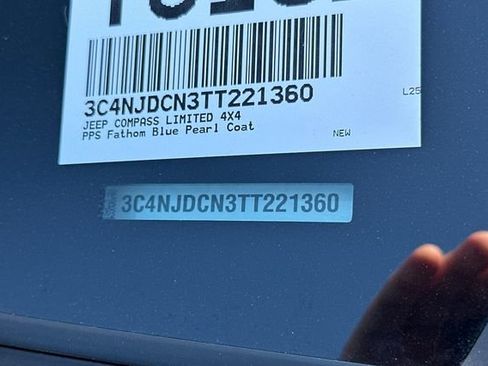 3C4NJDCN3TT221360
L25
JEEP COMPASS LIMITED 4X4
PPS Fathom Blue Pearl Coat
NEW
3C4NJDCN3TT221360